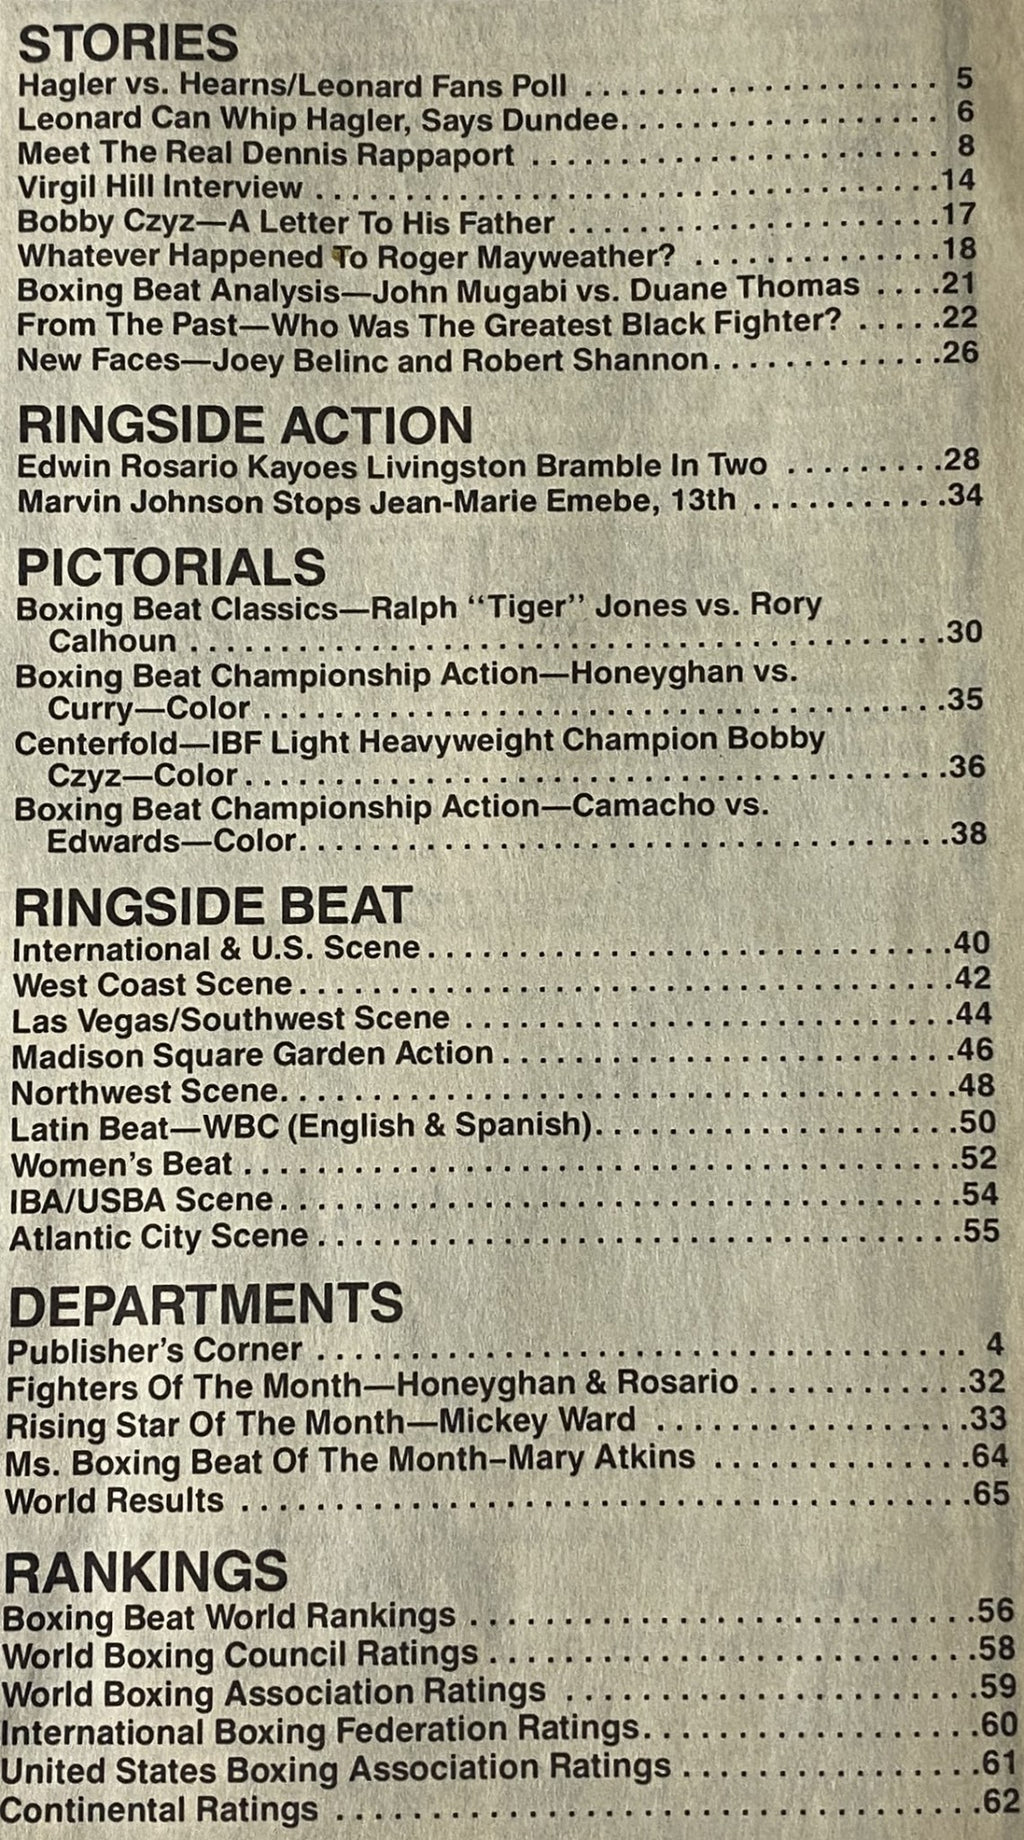 STORIES
Hagler vs. Hearns/Leonard Fans Poll . . . . . . . . . . . . . . . . . . . . 5
Leonard Can Whip Hagler, Says Dundee. . . . . . . . . . . . . . . . . . 6
Meet The Real Dennis Rappaport . . . . . . . . . . . . . . . . . . . . . . . 8
Virgil Hill Interview . . . . . . . . . . . . . . . . . . . . . . . . . . . . . . . . . .14
Bobby Czyz—A Letter To His Father . . . . . . . . . . . . . . . . . . . . .17
Whatever Happened To Roger Mayweather? . . . . . . . . . . . . . .18
Boxing Beat Analysis—John Mugabi vs. Duane Thomas . . . .21
From The Past—Who Was The Greatest Black Fighter? . . . . .22
New Faces—Joey Belinc and Robert Shannon. . . . . . . . . . . . .26
RINGSIDE ACTION
Edwin Rosario Kayoes Livingston Bramble In Two . . . . . . . . .28
Marvin Johnson Stops Jean-Marie Emebe, 13th . . . . . . . . . . .34
PICTORIALS
Boxing Beat Classics—Ralph “Tiger” Jones vs. Rory
Calhoun . . . . . . . . . . . . . . . . . . . . . . . . . . . . . . . . . . . . . . . .30
Boxing Beat Championship Action—Honeyghan vs.
Curry—Color . . . . . . . . . . . . . . . . . . . . . . . . . . . . . . . . . . . .35
Centerfold—IBF Light Heavyweight Champion Bobby
Czyz—Color . . . . . . . . . . . . . . . . . . . . . . . . . . . . . . . . . . . . .36
Boxing Beat Championship Action—Camacho vs.
Edwards—Color. . . . . . . . . . . . . . . . . . . . . . . . . . . . . . . . . .38
RINGSIDE BEAT
International & U.S. Scene . . . . . . . . . . . . . . . . . . . . . . . . . . . .40
West Coast Scene . . . . . . . . . . . . . . . . . . . . . . . . . . . . . . . . . . .42
Las Vegas/Southwest Scene . . . . . . . . . . . . . . . . . . . . . . . . . .44
Madison Square Garden Action . . . . . . . . . . . . . . . . . . . . . . . .46
Northwest Scene. . . . . . . . . . . . . . . . . . . . . . . . . . . . . . . . . . . .48
Latin Beat—WBC (English & Spanish). . . . . . . . . . . . . . . . . . .50
Women’s Beat . . . . . . . . . . . . . . . . . . . . . . . . . . . . . . . . . . . . . .52
IBA/USBA Scene . . . . . . . . . . . . . . . . . . . . . . . . . . . . . . . . . . . .54
Atlantic City Scene . . . . . . . . . . . . . . . . . . . . . . . . . . . . . . . . . .55
DEPARTMENTS
Publisher’s Corner . . . . . . . . . . . . . . . . . . . . . . . . . . . . . . . . . . 4
Fighters Of The Month—Honeyghan & Rosario . . . . . . . . . . . .32
Rising Star Of The Month—Mickey Ward . . . . . . . . . . . . . . . . .33
Ms. Boxing Beat Of The Month–Mary Atkins . . . . . . . . . . . . . .64
World Results . . . . . . . . . . . . . . . . . . . . . . . . . . . . . . . . . . . . . .65
RANKINGS
Boxing Beat World Rankings . . . . . . . . . . . . . . . . . . . . . . . . . . .56
World Boxing Council Ratings . . . . . . . . . . . . . . . . . . . . . . . . . .58
World Boxing Association Ratings . . . . . . . . . . . . . . . . . . . . . .59
International Boxing Federation Ratings. . . . . . . . . . . . . . . . . .60
United States Boxing Association Ratings . . . . . . . . . . . . . . . .61
Continental Ratings . . . . . . . . . . . . . . . . . . . . . . . . . . . . . . . . . .62